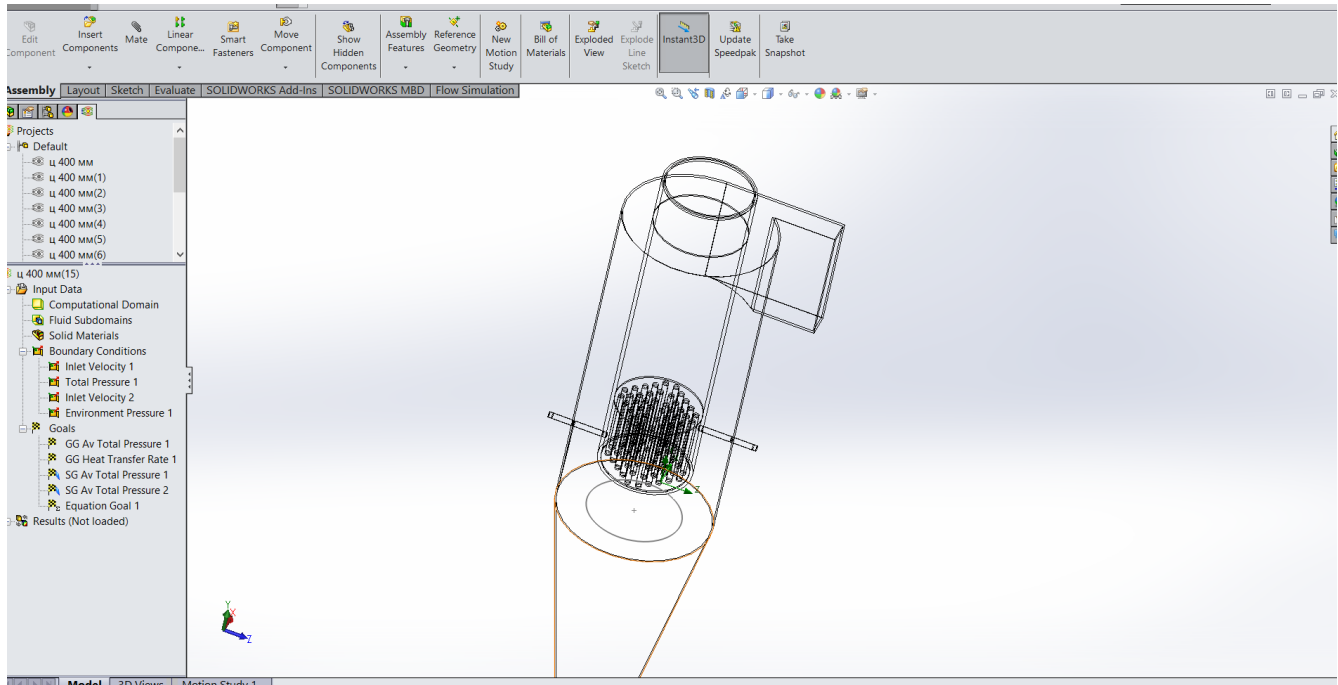 Edit Component
Insert Components
Mate
Linear Compone...
Smart Fasteners
Move Component
Show Hidden Components
Assembly Features
Reference Geometry
New Motion Study
Bill of Materials
Exploded View
Explode Line Sketch
Instant3D
Update Speedpak
Take Snapshot
Assembly Layout Sketch Evaluate SOLIDWORKS Add-Ins SOLIDWORKS MBD Flow Simulation
Projects
Default
ц 400 мм
ц 400 мм(1)
ц 400 мм(2)
ц 400 мм(3)
ц 400 мм(4)
ц 400 мм(5)
ц 400 мм(6)
ц 400 мм(15)
Input Data
Computational Domain
Fluid Subdomains
Solid Materials
Boundary Conditions
Inlet Velocity 1
Total Pressure 1
Inlet Velocity 2
Environment Pressure 1
Goals
GG Av Total Pressure 1
GG Heat Transfer Rate 1
SG Av Total Pressure 1
SG Av Total Pressure 2
Equation Goal 1
Results (Not loaded)
Z
Y
X
Z
Model 3D Views Motion Study 1